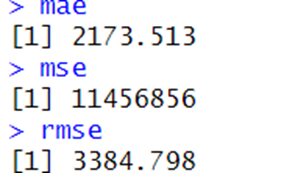 > mae
[1] 2173.513
> mse
[1] 11456856
> rmse
[1] 3384.798